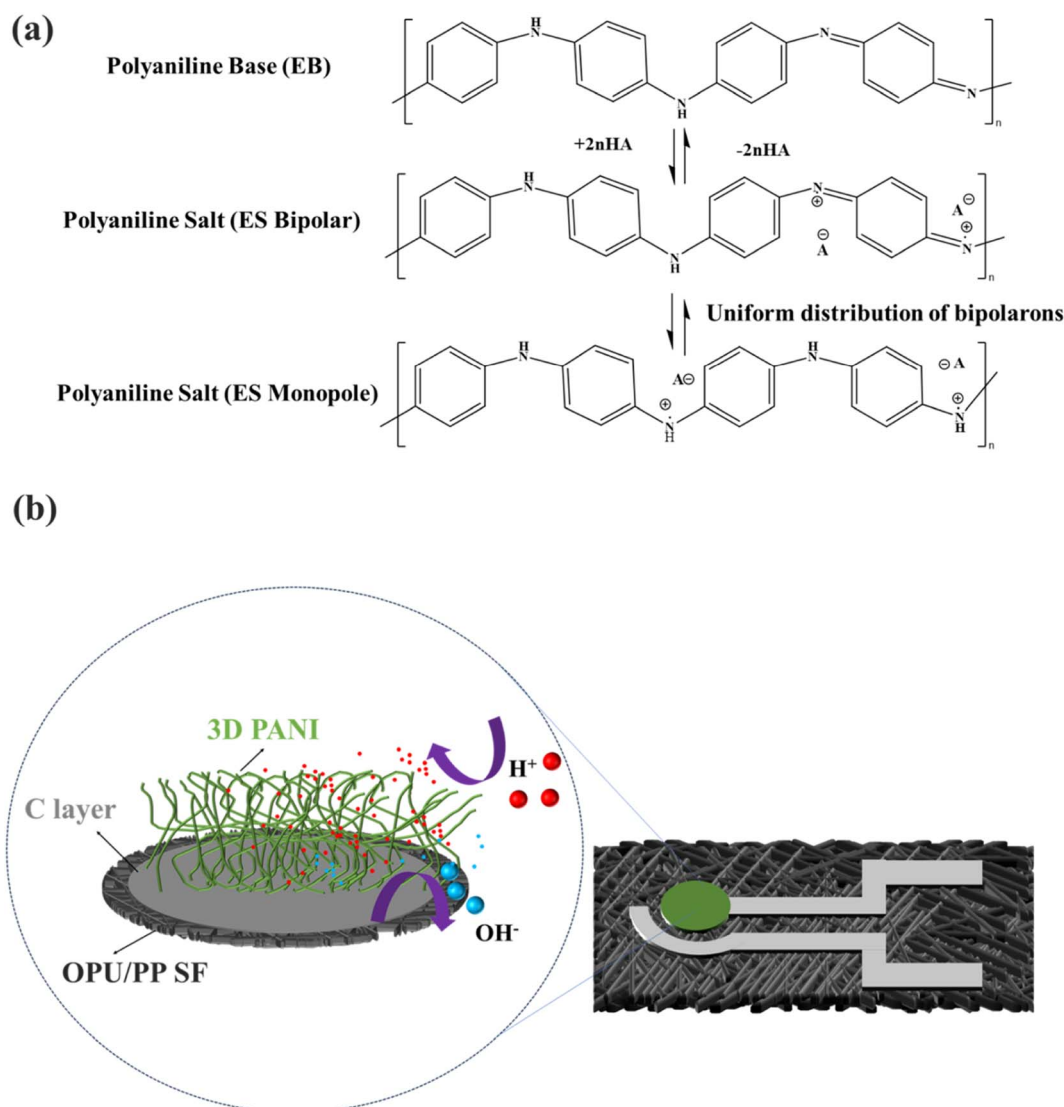 (a)
Polyaniline Base (EB)
H
N
N
H
N
N
n
+2nHA
-2nHA
Polyaniline Salt (ES Bipolar)
H
N
N
H
N
⊕
⊖
A
A⊖
⊕
N
n
Uniform distribution of bipolarons
Polyaniline Salt (ES Monopole)
H
N
A⊖
⊕
N
H
H
N
⊖ A
⊕
N
H
n
(b)
3D PANI
C layer
OPU/PP SF
H⁺
OH⁻